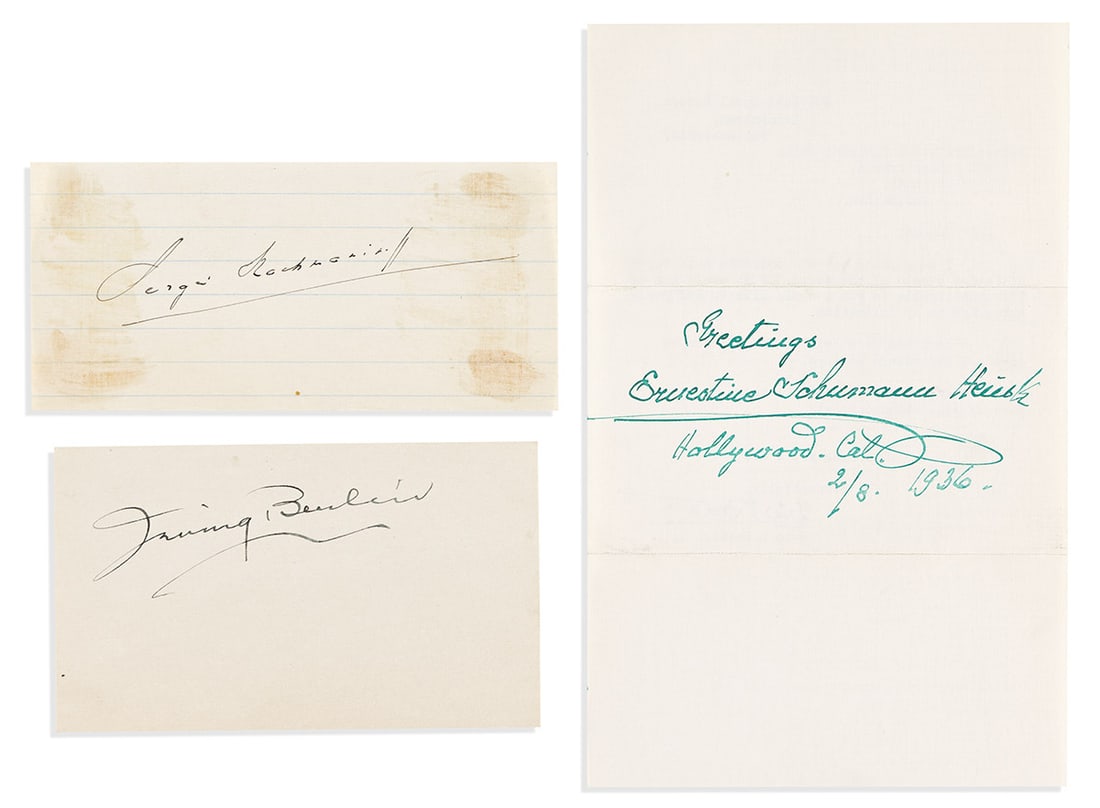 Sergei Rachmaninoff
Irving Berlin
Greetings
Ernestine Schumann Heink
Hollywood. Cal.
2/8. 1936.